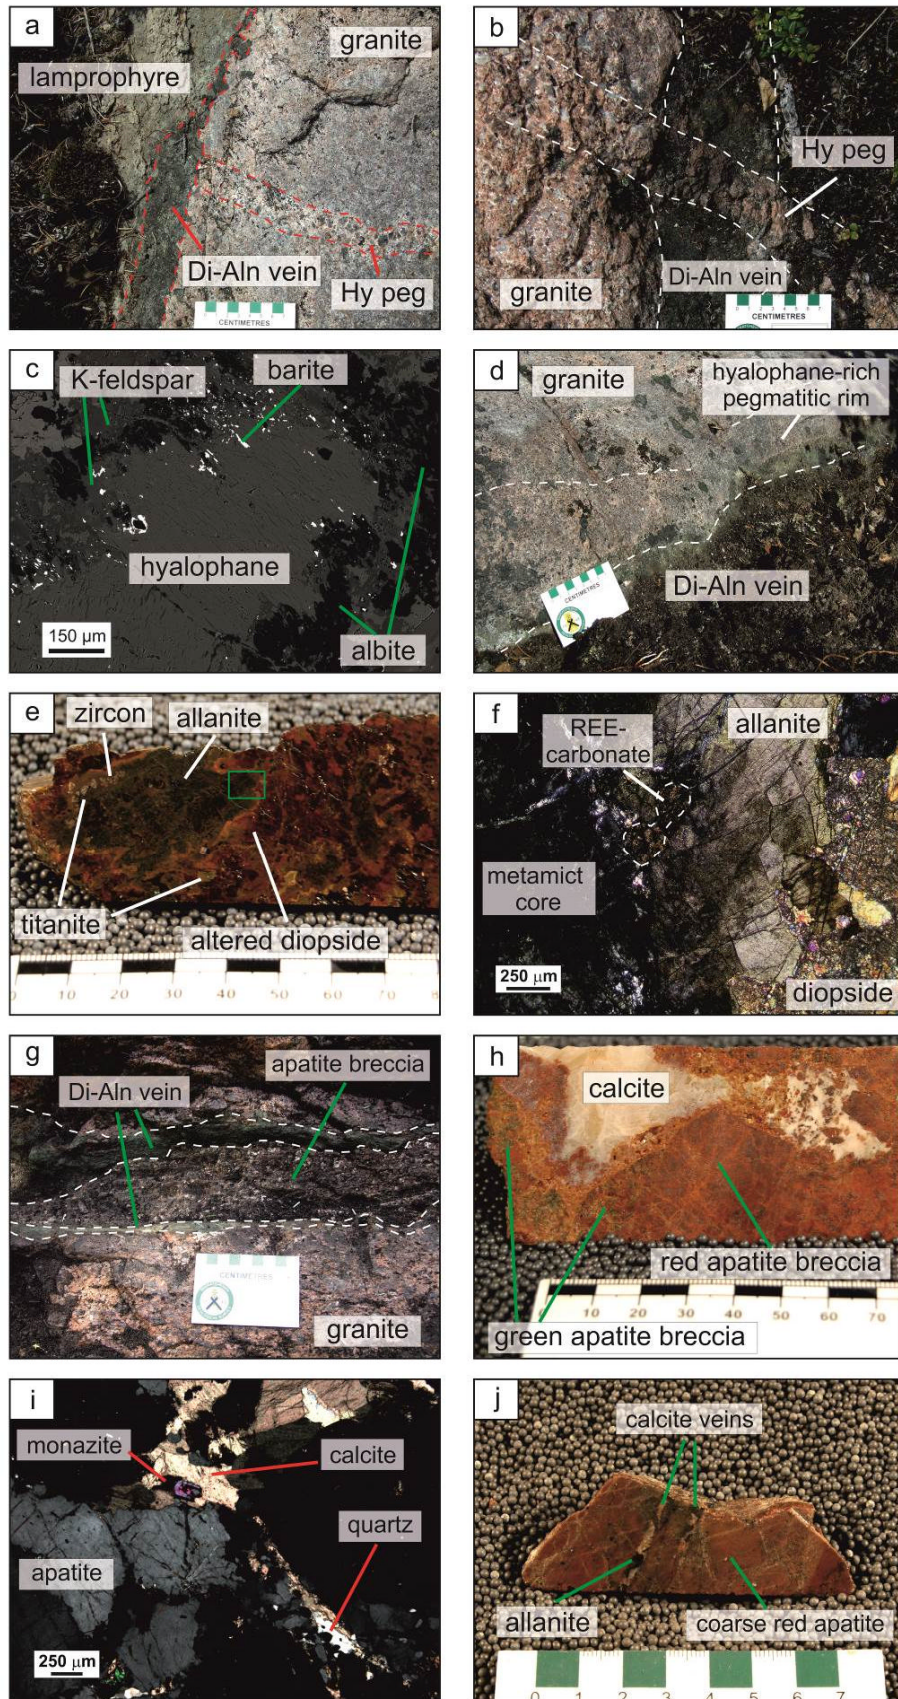 a
lamprophyre
granite
Di-Aln vein
Hy peg
CENTIMETRES
b
Hy peg
granite
Di-Aln vein
CENTIMETRES
c
K-feldspar
barite
hyalophane
150 µm
albite
d
granite
hyalophane-rich
pegmatitic rim
Di-Aln vein
CENTIMETRES
e
zircon
allanite
titanite
altered diopside
0 10 20 30 40 50 60 70
f
REE-
carbonate
allanite
metamict
core
250 µm
diopside
g
Di-Aln vein
apatite breccia
CENTIMETRES
granite
h
calcite
red apatite breccia
0 10 20 30 40 50 60 70
green apatite breccia
i
monazite
calcite
quartz
apatite
250 µm
j
calcite veins
allanite
coarse red apatite
0 1 2 3 4 5 6 7